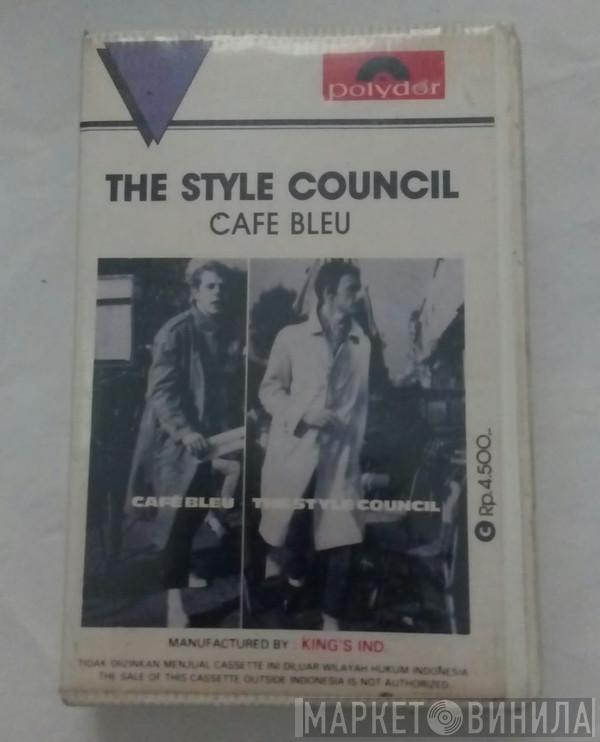 polydor
THE STYLE COUNCIL
CAFE BLEU
CAFÉ BLEU THE STYLE COUNCIL
C Rp.4.500,-
MANUFACTURED BY : KING'S IND.
TIDAK DIIZINKAN MENJUAL CASSETTE INI DILUAR WILAYAH HUKUM INDONESIA
THE SALE OF THIS CASSETTE OUTSIDE INDONESIA IS NOT AUTHORIZED.
МАРКЕТ ВИНИЛА